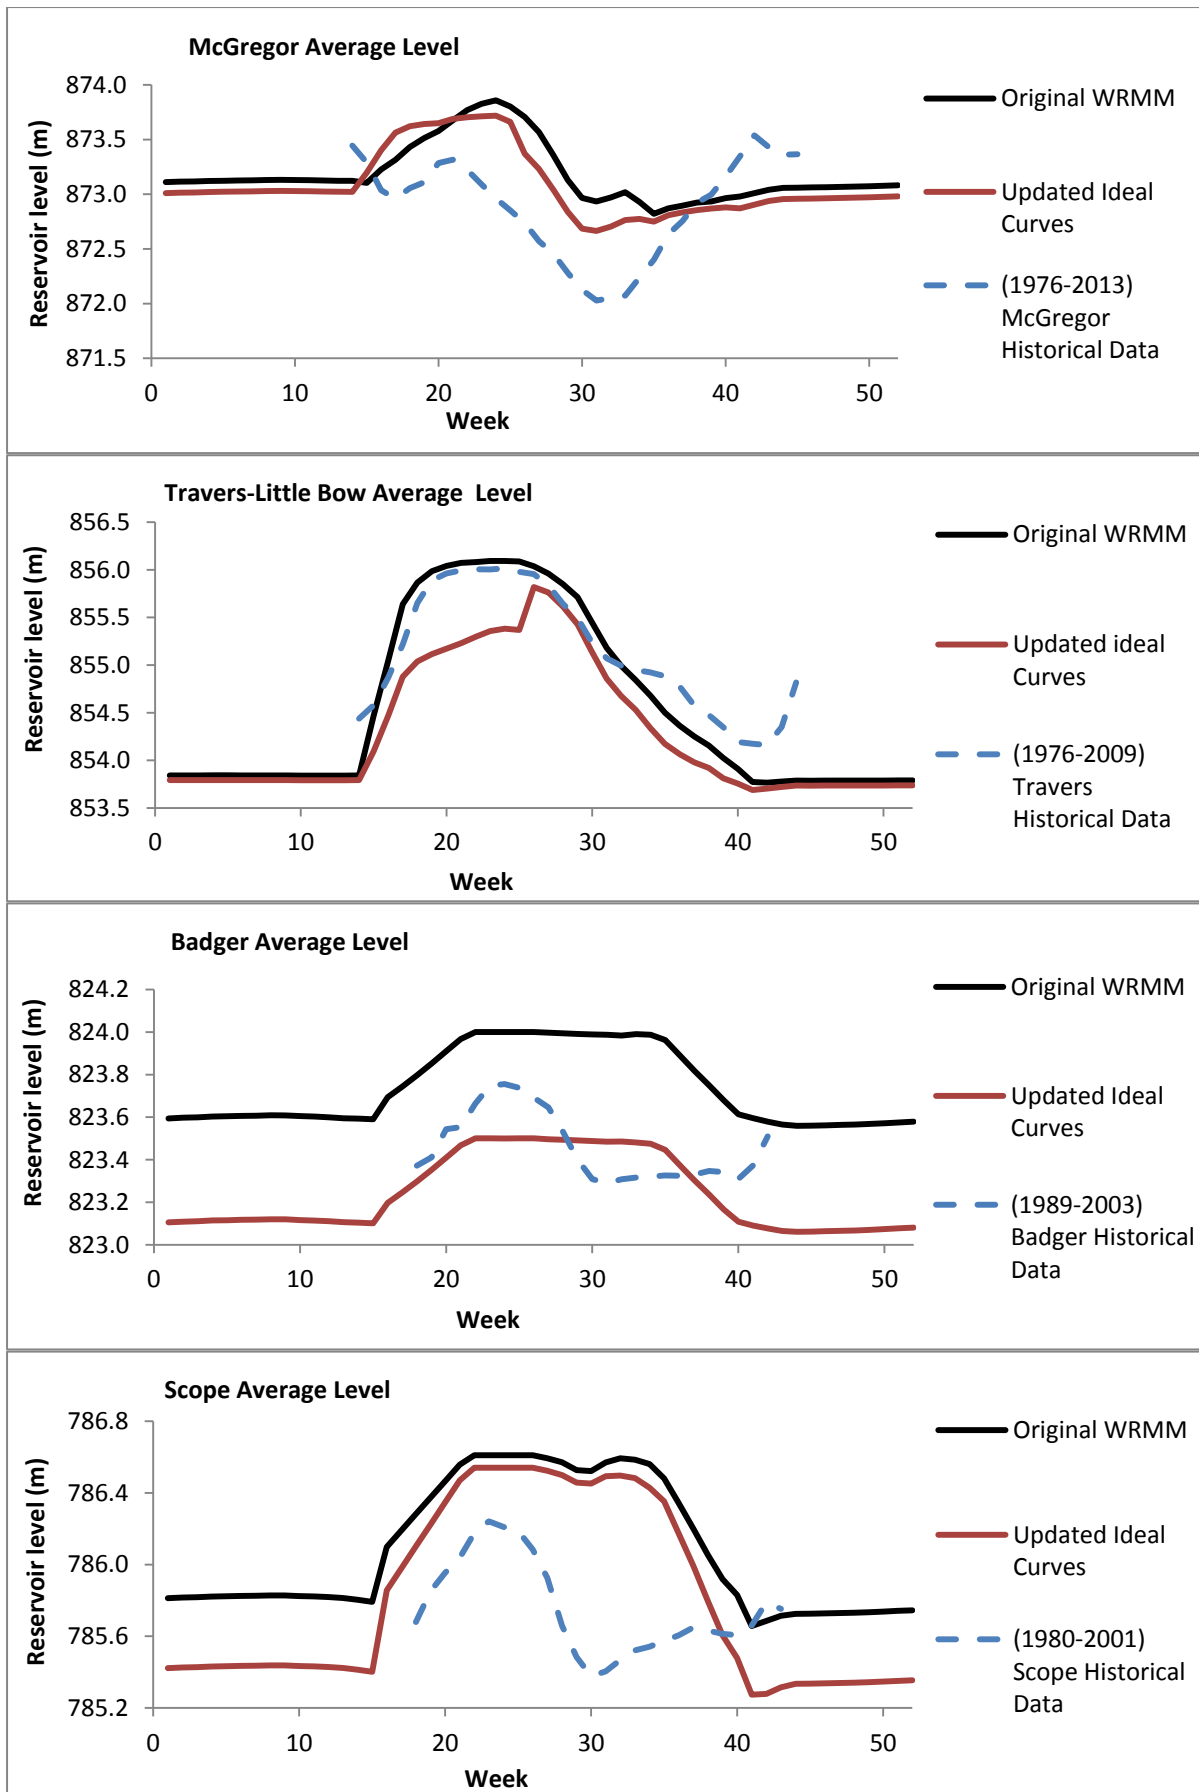 McGregor Average Level
Reservoir level (m)
874.0
873.5
873.0
872.5
872.0
871.5
0 10 20 30 40 50
Week
Original WRMM
Updated Ideal
Curves
(1976-2013)
McGregor
Historical Data
Travers-Little Bow Average Level
Reservoir level (m)
856.5
856.0
855.5
855.0
854.5
854.0
853.5
0 10 20 30 40 50
Week
Original WRMM
Updated ideal
Curves
(1976-2009)
Travers
Historical Data
Badger Average Level
Reservoir level (m)
824.2
824.0
823.8
823.6
823.4
823.2
823.0
0 10 20 30 40 50
Week
Original WRMM
Updated Ideal
Curves
(1989-2003)
Badger Historical
Data
Scope Average Level
Reservoir level (m)
786.8
786.4
786.0
785.6
785.2
0 10 20 30 40 50
Week
Original WRMM
Updated Ideal
Curves
(1980-2001)
Scope Historical
Data